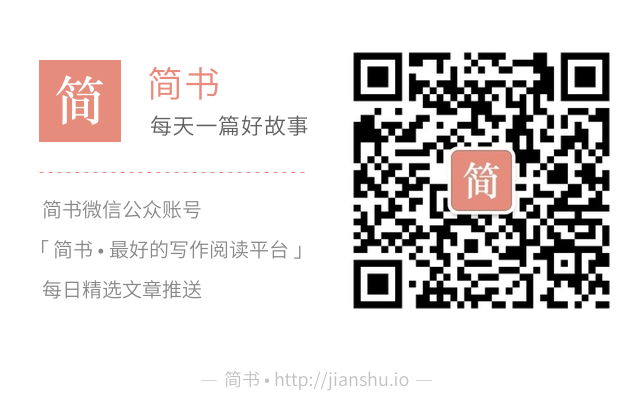 简
简书
每天一篇好故事
简书微信公众账号
「简书 • 最好的写作阅读平台」
每日精选文章推送
简
— 简书 • http://jianshu.io —